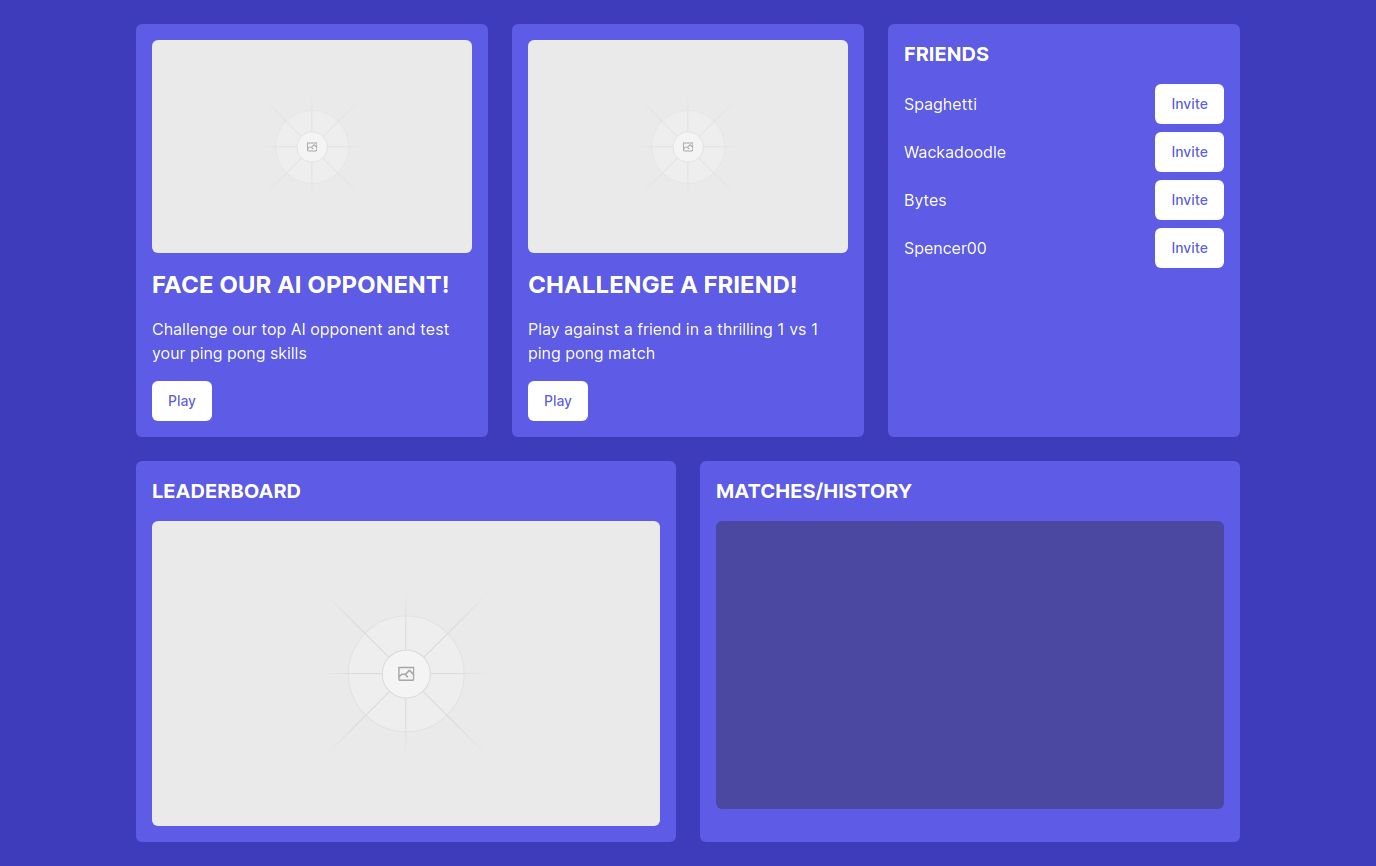 FACE OUR AI OPPONENT!
Challenge our top AI opponent and test
your ping pong skills
Play
CHALLENGE A FRIEND!
Play against a friend in a thrilling 1 vs 1
ping pong match
Play
FRIENDS
Spaghetti
Invite
Wackadoodle
Invite
Bytes
Invite
Spencer00
Invite
LEADERBOARD
MATCHES/HISTORY